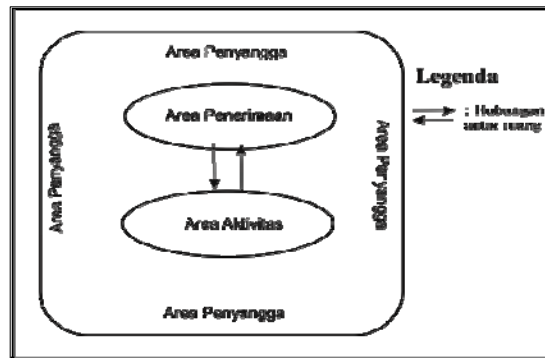 Area Penyangga
Legenda
Area Penerimaan
: Hubungan
antar ruang
Area Penyangga
Area Penyangga
Area Aktivitas
Area Penyangga